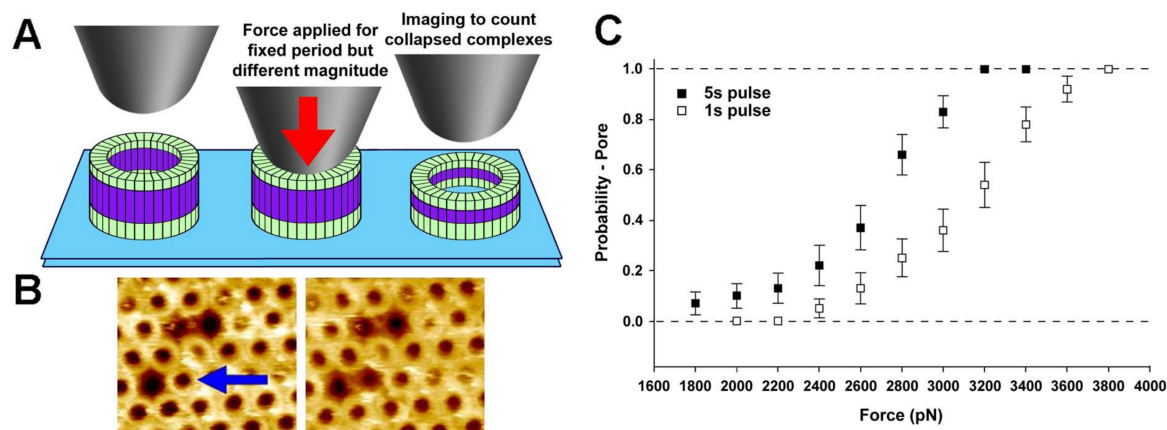 A
Force applied for
fixed period but
different magnitude
Imaging to count
collapsed complexes
B
C
Probability - Pore
1.0
0.8
0.6
0.4
0.2
0.0
5s pulse
1s pulse
1600 1800 2000 2200 2400 2600 2800 3000 3200 3400 3600 3800 4000
Force (pN)